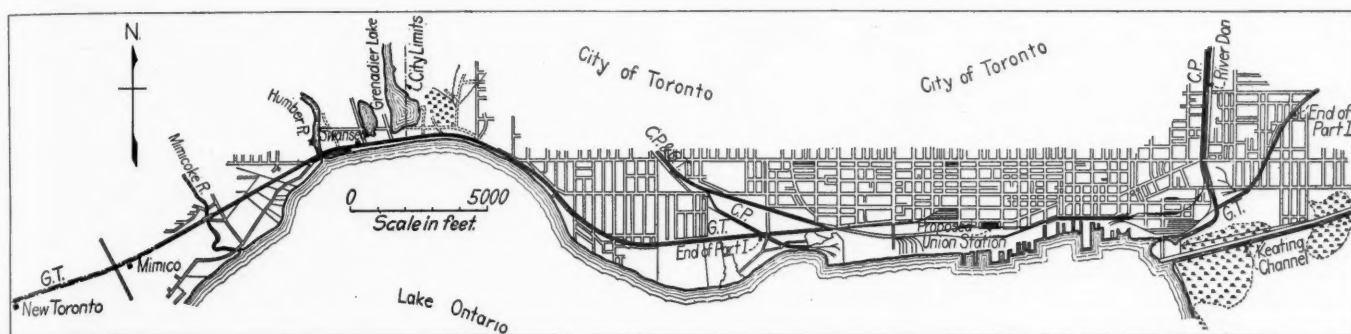 N.
Humber R.
Mimicoke R.
Swansea
Grenadier Lake
City Limits
City of Toronto
City of Toronto
C.P.
River Don
End of
Part I
0 5000
Scale in feet.
C.P.&
C.P.
G.T.
End of Part I
Proposed
Union Station
G.T.
Keating
Channel
G.T.
Mimico
New Toronto
Lake Ontario